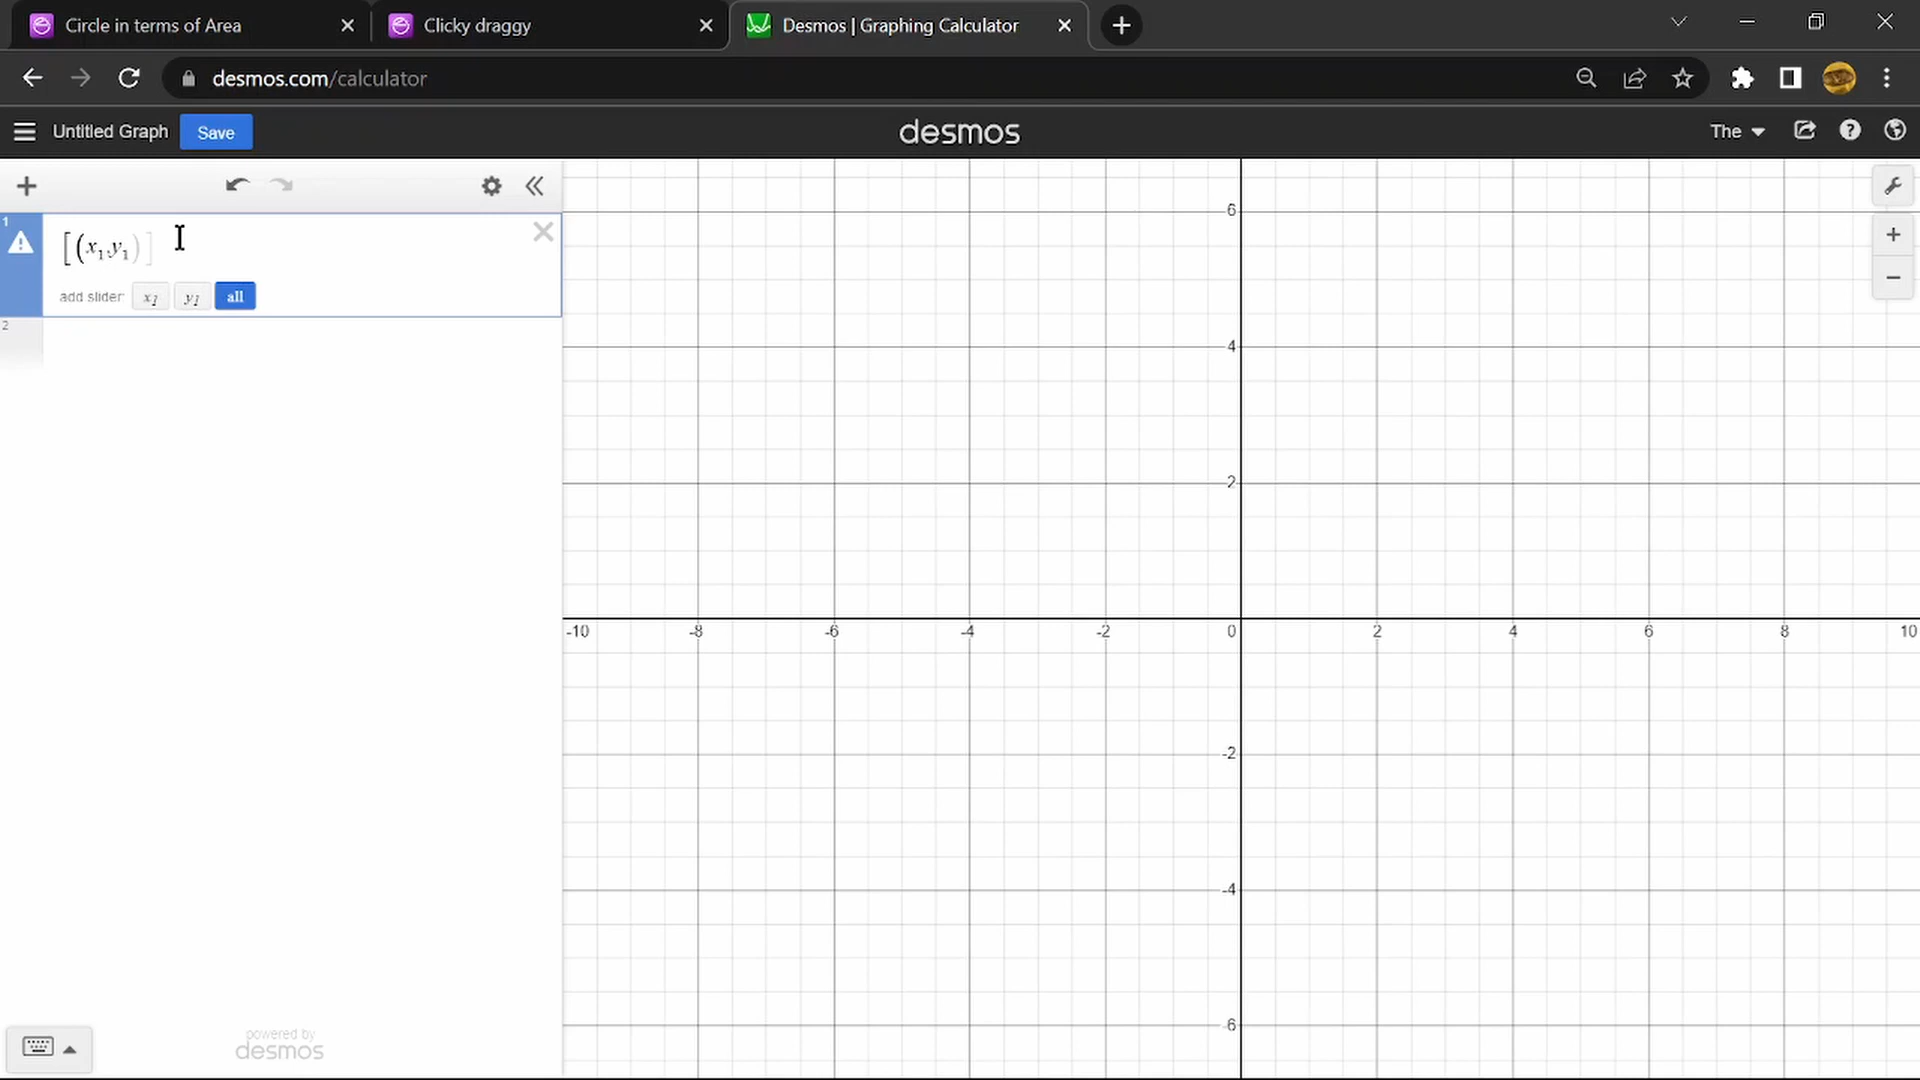 Circle in terms of Area
Clicky draggy
Desmos | Graphing Calculator
desmos.com/calculator
Untitled Graph
Save
desmos
The
1
[(x₁,y₁)]
add slider: x₁ y₁ all
2
6
4
2
-10 -8 -6 -4 -2 0 2 4 6 8 10
-2
-4
-6
powered by
desmos